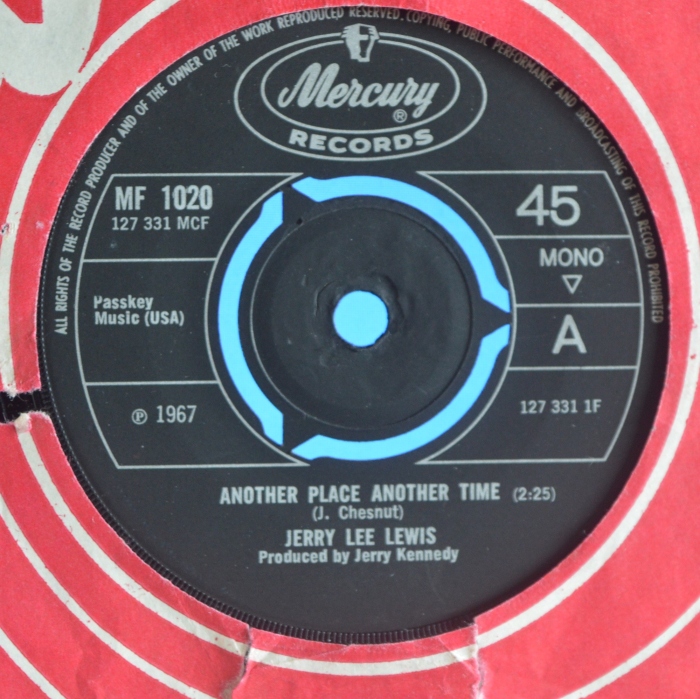 ALL RIGHTS OF THE RECORD PRODUCER AND OF THE OWNER OF THE WORK REPRODUCED RESERVED. COPYING, PUBLIC PERFORMANCE AND BROADCASTING OF THIS RECORD PROHIBITED
Mercury®
RECORDS
MF 1020
127 331 MCF
45
MONO
Passkey
Music (USA)
A
℗ 1967
127 331 1F
ANOTHER PLACE ANOTHER TIME (2:25)
(J. Chesnut)
JERRY LEE LEWIS
Produced by Jerry Kennedy